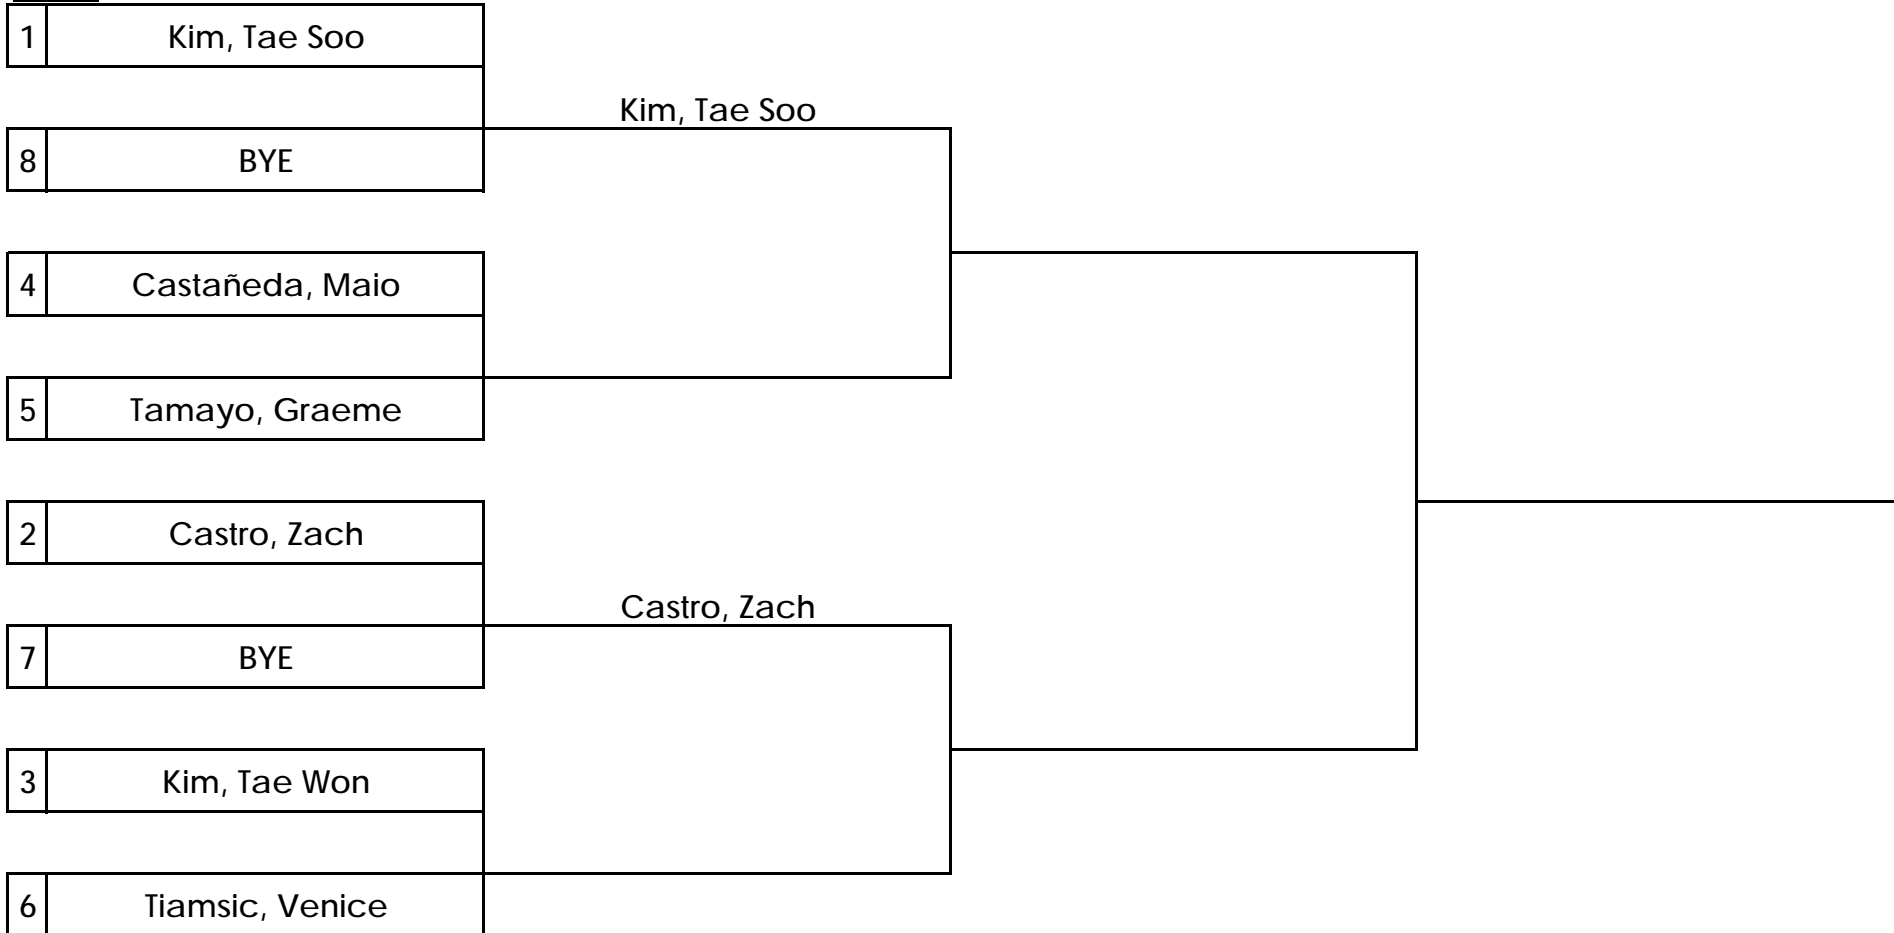 1 Kim, Tae Soo
Kim, Tae Soo
8 BYE
4 Castañeda, Maio
5 Tamayo, Graeme
2 Castro, Zach
Castro, Zach
7 BYE
3 Kim, Tae Won
6 Tiamsic, Venice